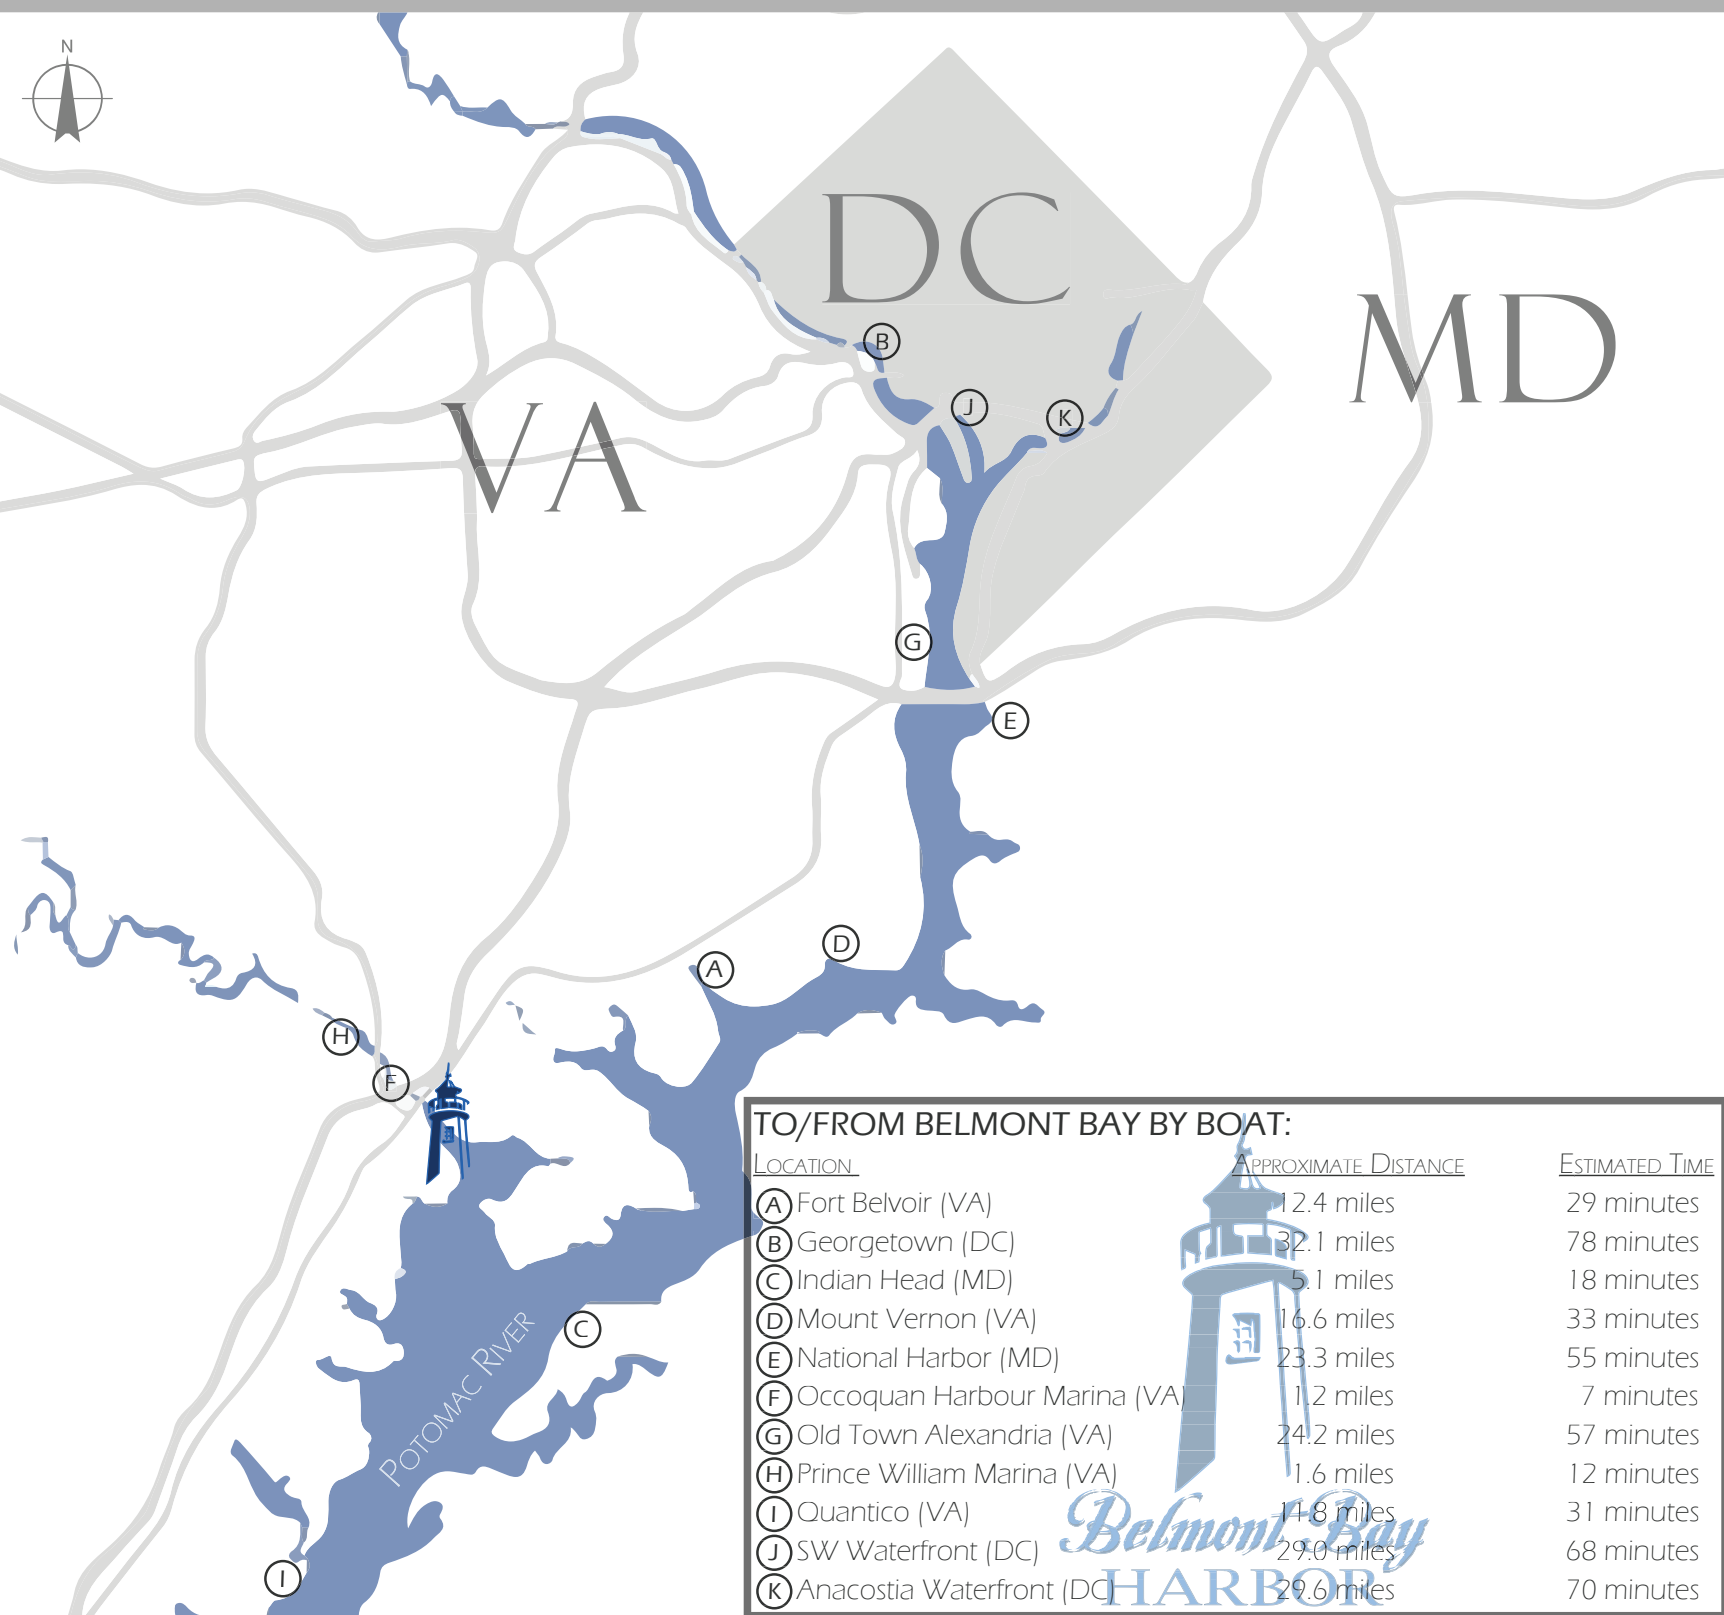 N
DC
MD
VA
B
J
K
G
E
D
A
H
F
C
I
POTOMAC RIVER
TO/FROM BELMONT BAY BY BOAT:
LOCATION APPROXIMATE DISTANCE ESTIMATED TIME
A Fort Belvoir (VA) 12.4 miles 29 minutes
B Georgetown (DC) 32.1 miles 78 minutes
C Indian Head (MD) 5.1 miles 18 minutes
D Mount Vernon (VA) 16.6 miles 33 minutes
E National Harbor (MD) 23.3 miles 55 minutes
F Occoquan Harbour Marina (VA) 1.2 miles 7 minutes
G Old Town Alexandria (VA) 24.2 miles 57 minutes
H Prince William Marina (VA) 1.6 miles 12 minutes
I Quantico (VA) 11.8 miles 31 minutes
J SW Waterfront (DC) 29.0 miles 68 minutes
K Anacostia Waterfront (DC) 29.6 miles 70 minutes
Belmont Bay
HARBOR